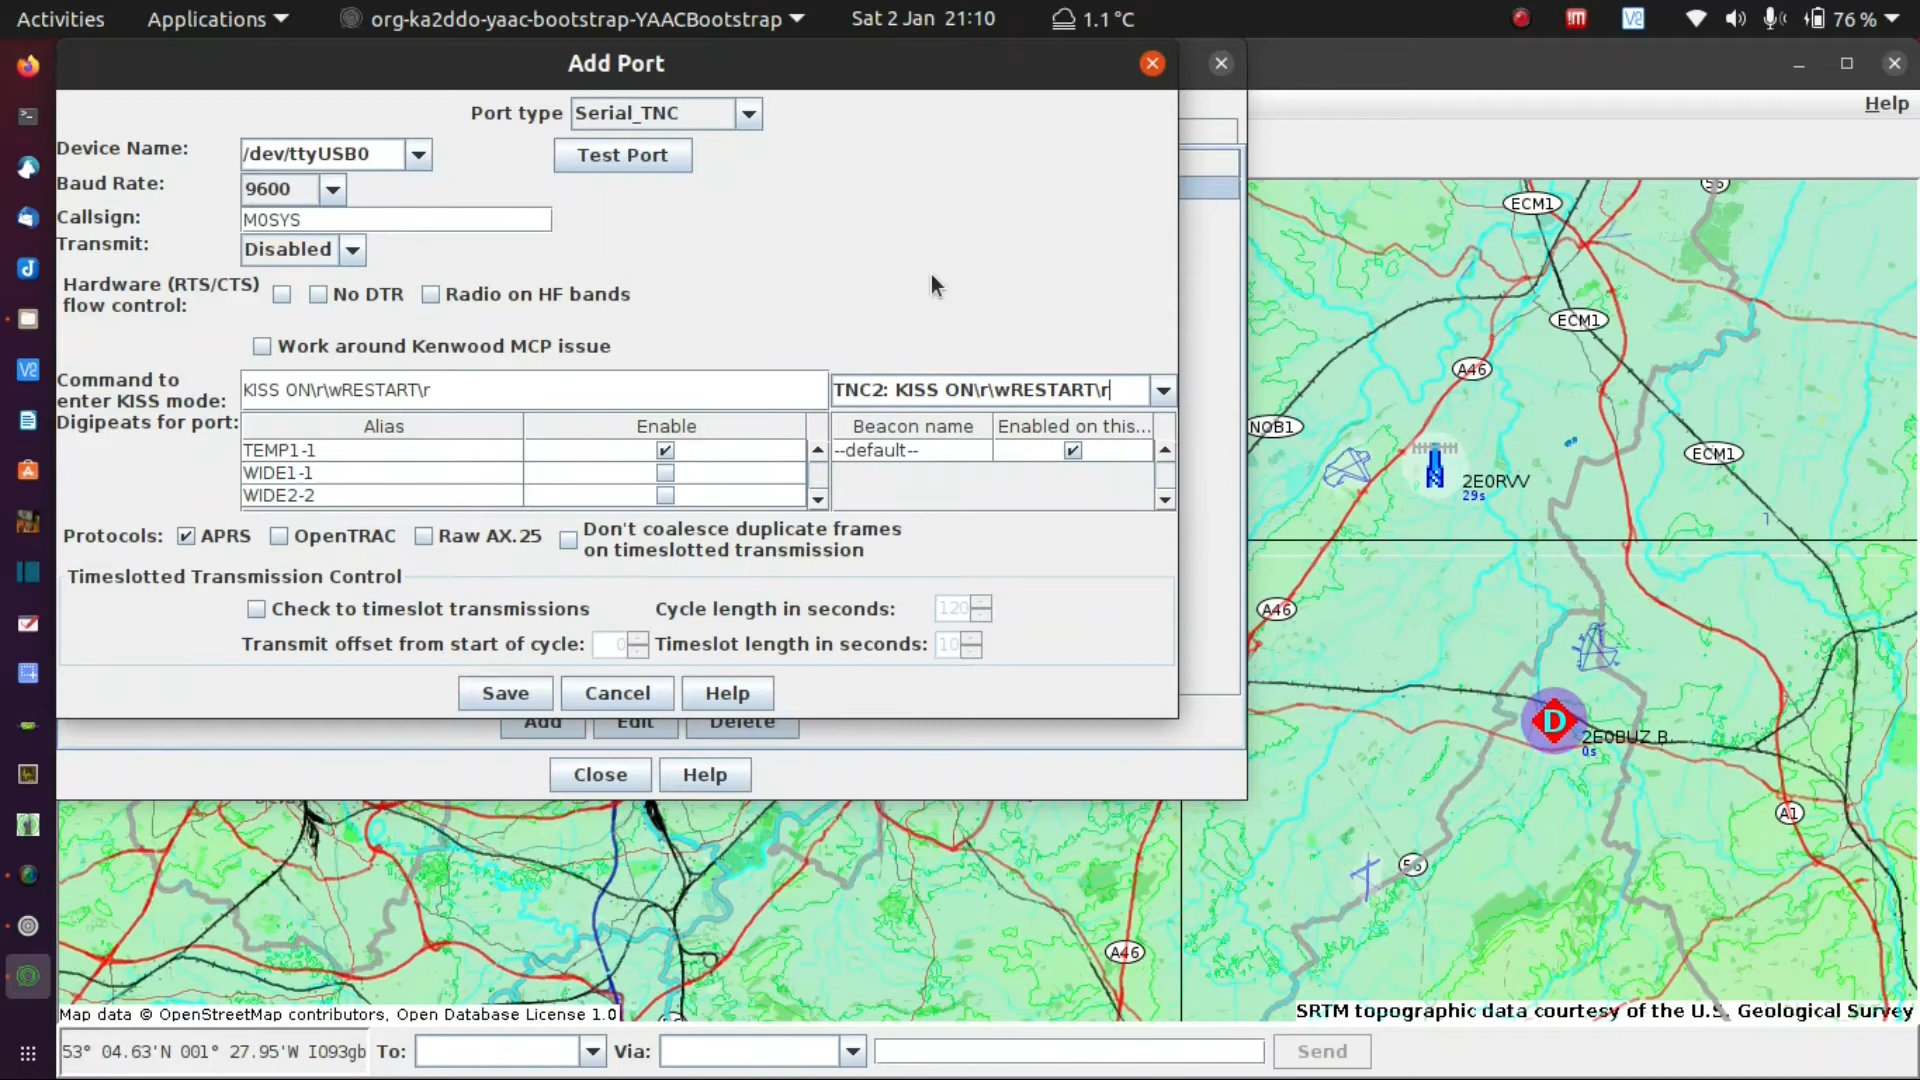 Activities Applications org-ka2ddo-yaac-bootstrap-YAACBootstrap Sat 2 Jan 21:10 1.1 °C 76 %
Add Port
Help
Port type Serial_TNC
Device Name: /dev/ttyUSB0 Test Port
Baud Rate: 9600
Callsign: M0SYS
Transmit: Disabled
Hardware (RTS/CTS)
flow control: No DTR Radio on HF bands
Work around Kenwood MCP issue
Command to
enter KISS mode: KISS ON\r\wRESTART\r TNC2: KISS ON\r\wRESTART\r
Digipeats for port: Alias Enable Beacon name Enabled on this...
TEMP1-1 --default--
WIDE1-1
WIDE2-2
Protocols: APRS OpenTRAC Raw AX.25 Don't coalesce duplicate frames
on timeslotted transmission
Timeslotted Transmission Control
Check to timeslot transmissions Cycle length in seconds: 120
Transmit offset from start of cycle: 0 Timeslot length in seconds: 10
Save Cancel Help
Add Edit Delete
Close Help
ECM1
ECM1
A46
NOB1
ECM1
2E0RVV
29s
A46
D
2E0BUZ B
0s
A1
56
A46
Map data © OpenStreetMap contributors, Open Database License 1.0
SRTM topographic data courtesy of the U.S. Geological Survey
53° 04.63'N 001° 27.95'W IO93gb To: Via: Send